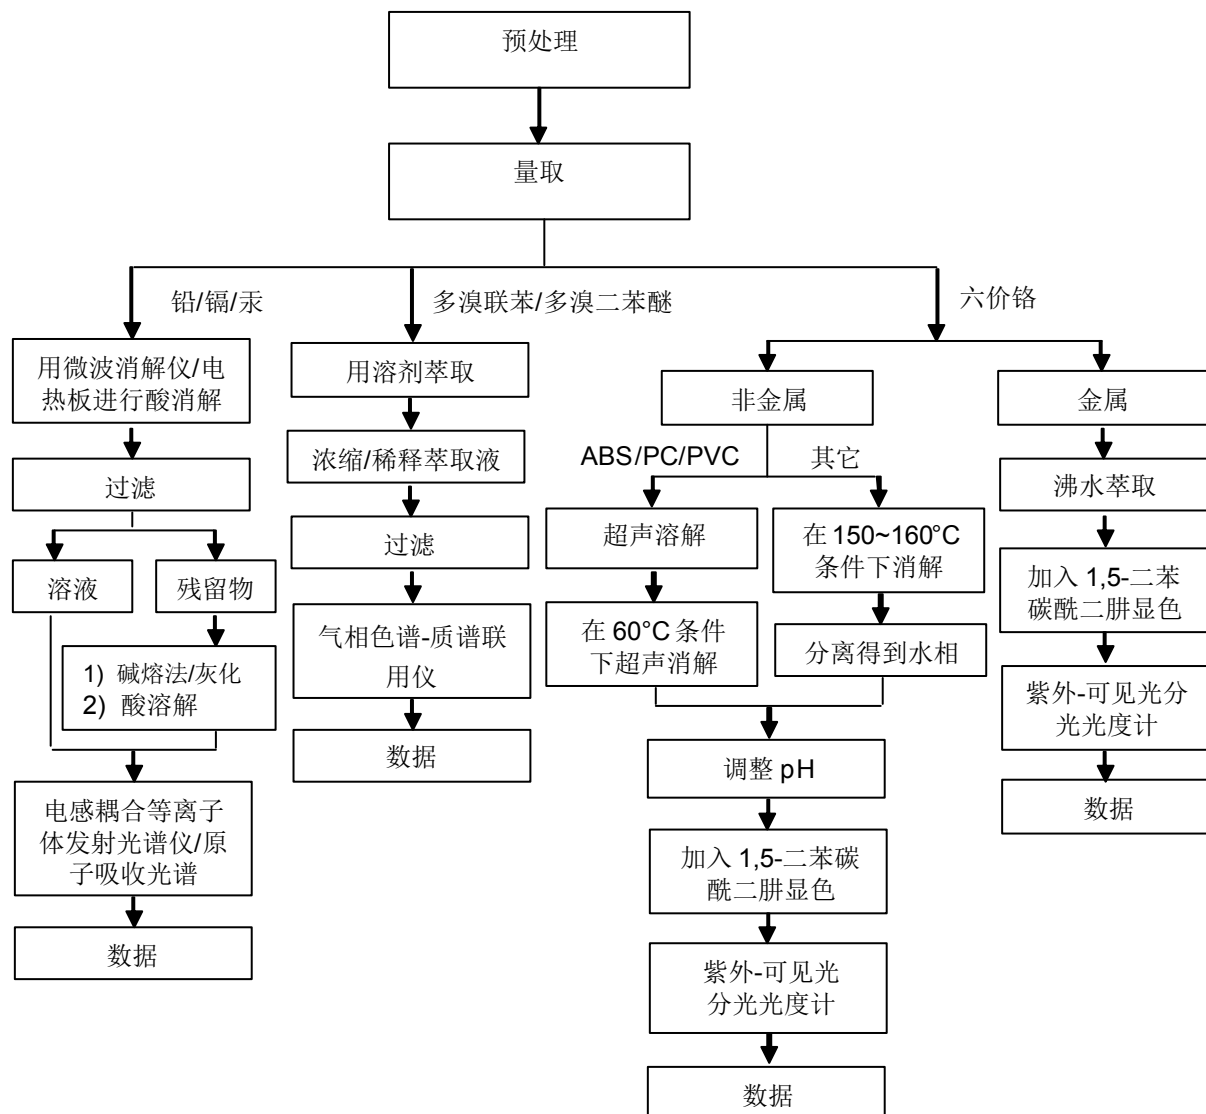 预处理
量取
铅/镉/汞
多溴联苯/多溴二苯醚
六价铬
用微波消解仪/电
热板进行酸消解
过滤
溶液
残留物
1) 碱熔法/灰化
2) 酸溶解
电感耦合等离子
体发射光谱仪/原
子吸收光谱
数据
用溶剂萃取
浓缩/稀释萃取液
过滤
气相色谱-质谱联
用仪
数据
非金属
ABS/PC/PVC
其它
超声溶解
在 60°C 条件
下超声消解
在 150~160°C
条件下消解
分离得到水相
调整 pH
加入 1,5-二苯碳
酰二肼显色
紫外-可见光
分光光度计
数据
金属
沸水萃取
加入 1,5-二苯
碳酰二肼显色
紫外-可见光分
光光度计
数据